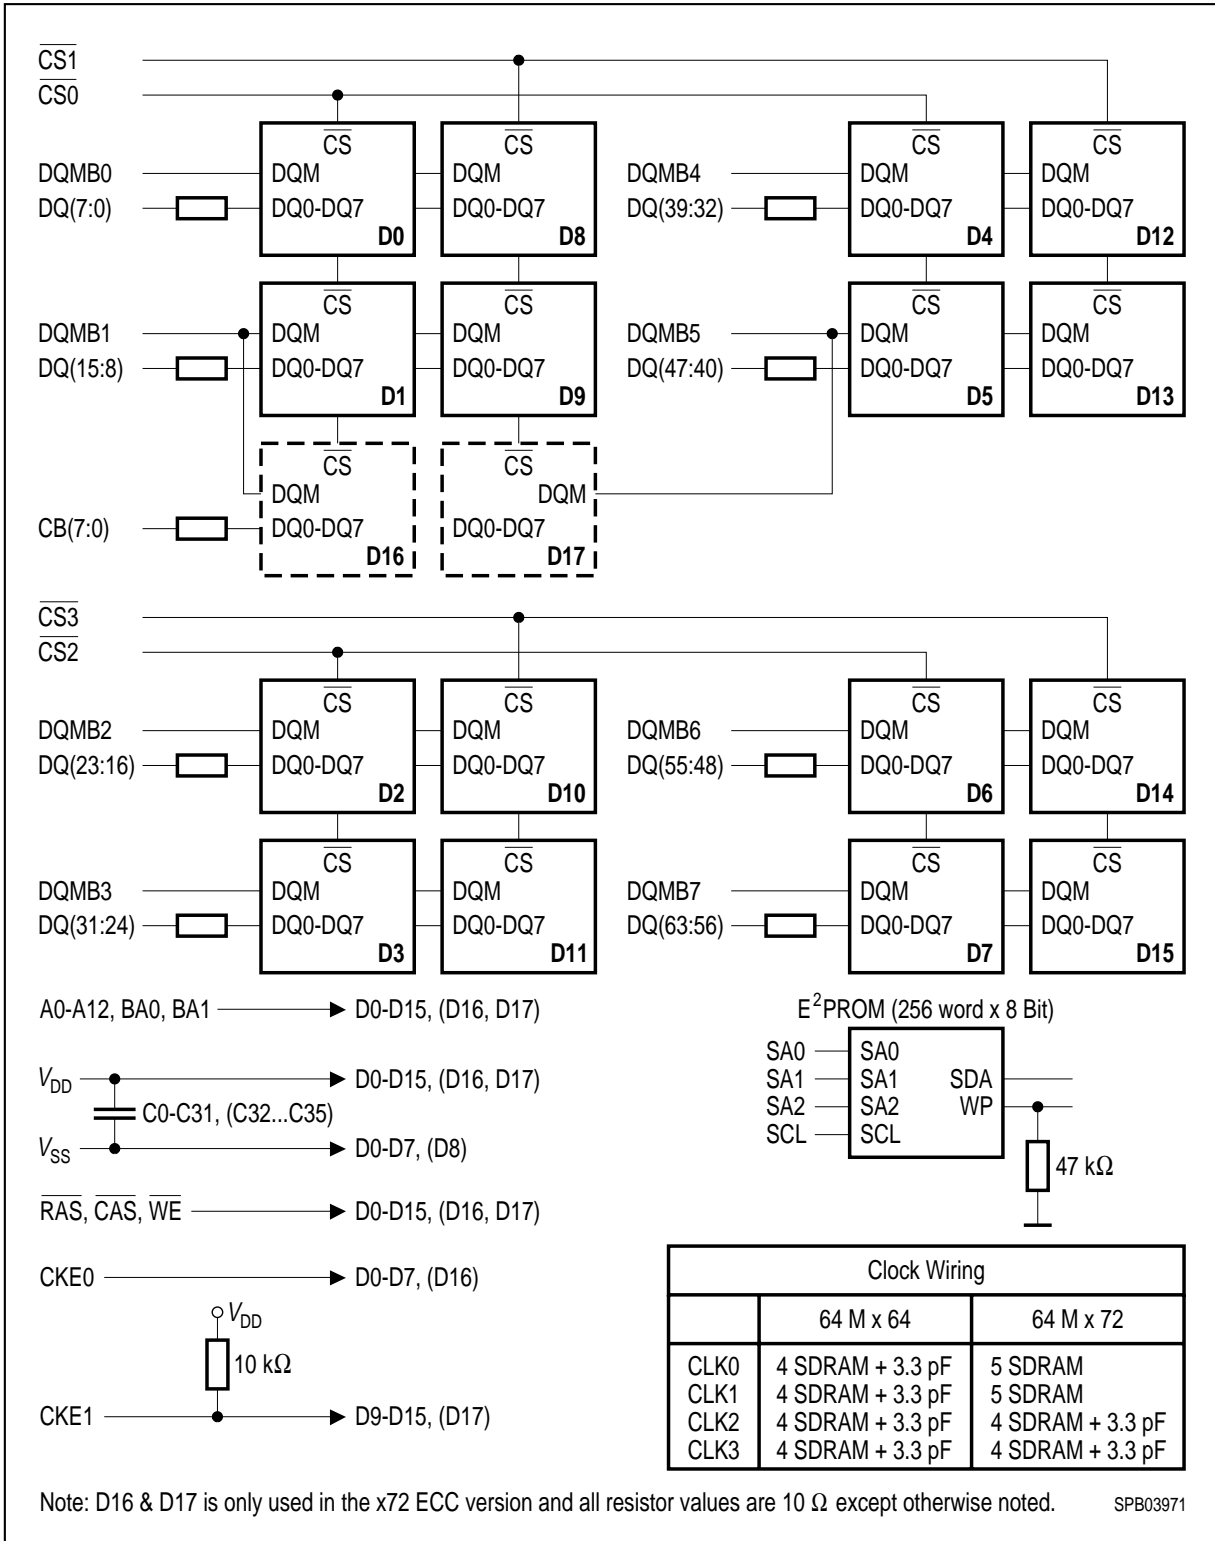 CS1
CS0
CS CS CS CS
DQMB0 DQM DQM DQMB4 DQM DQM
DQ(7:0) DQ0-DQ7 DQ0-DQ7 DQ(39:32) DQ0-DQ7 DQ0-DQ7
D0 D8 D4 D12
CS CS CS CS
DQMB1 DQM DQM DQMB5 DQM DQM
DQ(15:8) DQ0-DQ7 DQ0-DQ7 DQ(47:40) DQ0-DQ7 DQ0-DQ7
D1 D9 D5 D13
CS CS
DQM DQM
CB(7:0) DQ0-DQ7 DQ0-DQ7
D16 D17
CS3
CS2
CS CS CS CS
DQMB2 DQM DQM DQMB6 DQM DQM
DQ(23:16) DQ0-DQ7 DQ0-DQ7 DQ(55:48) DQ0-DQ7 DQ0-DQ7
D2 D10 D6 D14
CS CS CS CS
DQMB3 DQM DQM DQMB7 DQM DQM
DQ(31:24) DQ0-DQ7 DQ0-DQ7 DQ(63:56) DQ0-DQ7 DQ0-DQ7
D3 D11 D7 D15
A0-A12, BA0, BA1 D0-D15, (D16, D17)
VDD D0-D15, (D16, D17)
C0-C31, (C32...C35)
VSS D0-D7, (D8)
RAS, CAS, WE D0-D15, (D16, D17)
CKE0 D0-D7, (D16)
VDD
10 kΩ
CKE1 D9-D15, (D17)
E²PROM (256 word x 8 Bit)
SA0 SA0
SA1 SA1 SDA
SA2 SA2 WP
SCL SCL
47 kΩ
Clock Wiring
64 M x 64 64 M x 72
CLK0 4 SDRAM + 3.3 pF 5 SDRAM
CLK1 4 SDRAM + 3.3 pF 5 SDRAM
CLK2 4 SDRAM + 3.3 pF 4 SDRAM + 3.3 pF
CLK3 4 SDRAM + 3.3 pF 4 SDRAM + 3.3 pF
Note: D16 & D17 is only used in the x72 ECC version and all resistor values are 10 Ω except otherwise noted. SPB03971